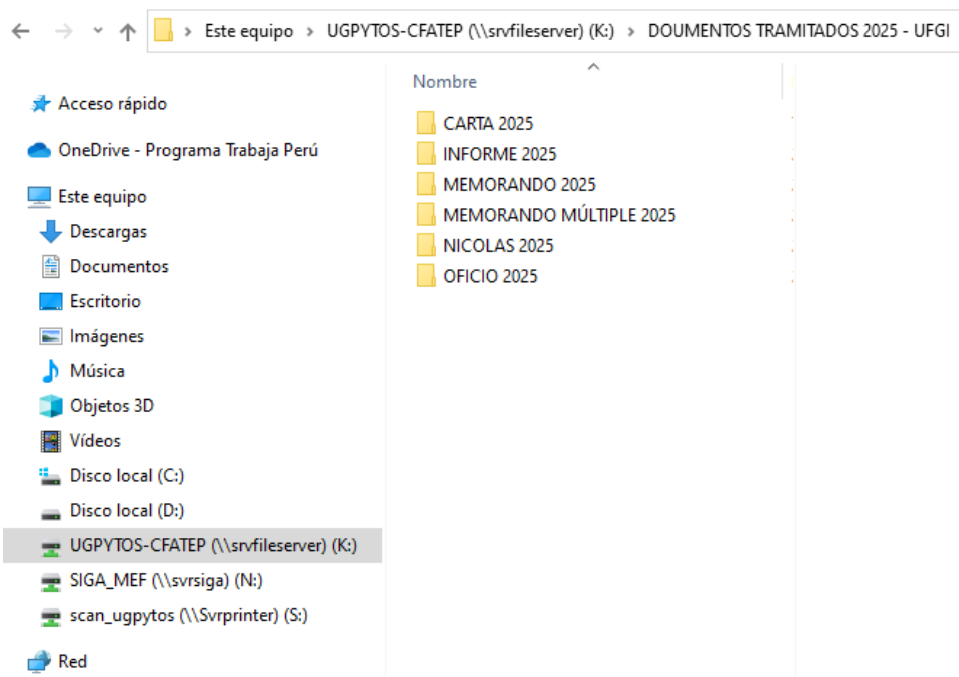 Este equipo > UGPYTOS-CFATEP (\\srvfileserver) (K:) > DOUMENTOS TRAMITADOS 2025 - UFGI
Nombre
Acceso rápido
OneDrive - Programa Trabaja Perú
Este equipo
Descargas
Documentos
Escritorio
Imágenes
Música
Objetos 3D
Vídeos
Disco local (C:)
Disco local (D:)
UGPYTOS-CFATEP (\\srvfileserver) (K:)
SIGA_MEF (\\svrsiga) (N:)
scan_ugpytos (\\Svrprinter) (S:)
Red
CARTA 2025
INFORME 2025
MEMORANDO 2025
MEMORANDO MÚLTIPLE 2025
NICOLAS 2025
OFICIO 2025